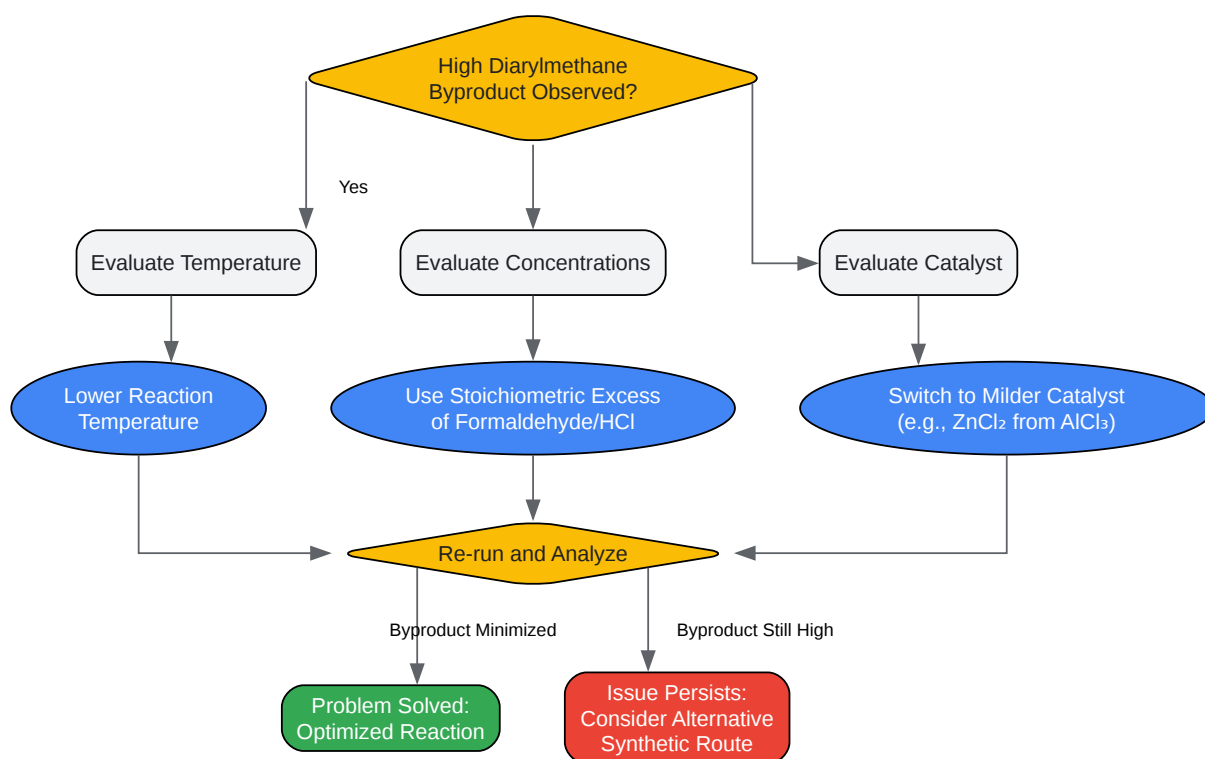 High Diarylmethane
Byproduct Observed?
Yes
Evaluate Temperature
Evaluate Concentrations
Evaluate Catalyst
Lower Reaction
Temperature
Use Stoichiometric Excess
of Formaldehyde/HCl
Switch to Milder Catalyst
(e.g., ZnCl₂ from AlCl₃)
Re-run and Analyze
Byproduct Minimized
Byproduct Still High
Problem Solved:
Optimized Reaction
Issue Persists:
Consider Alternative
Synthetic Route